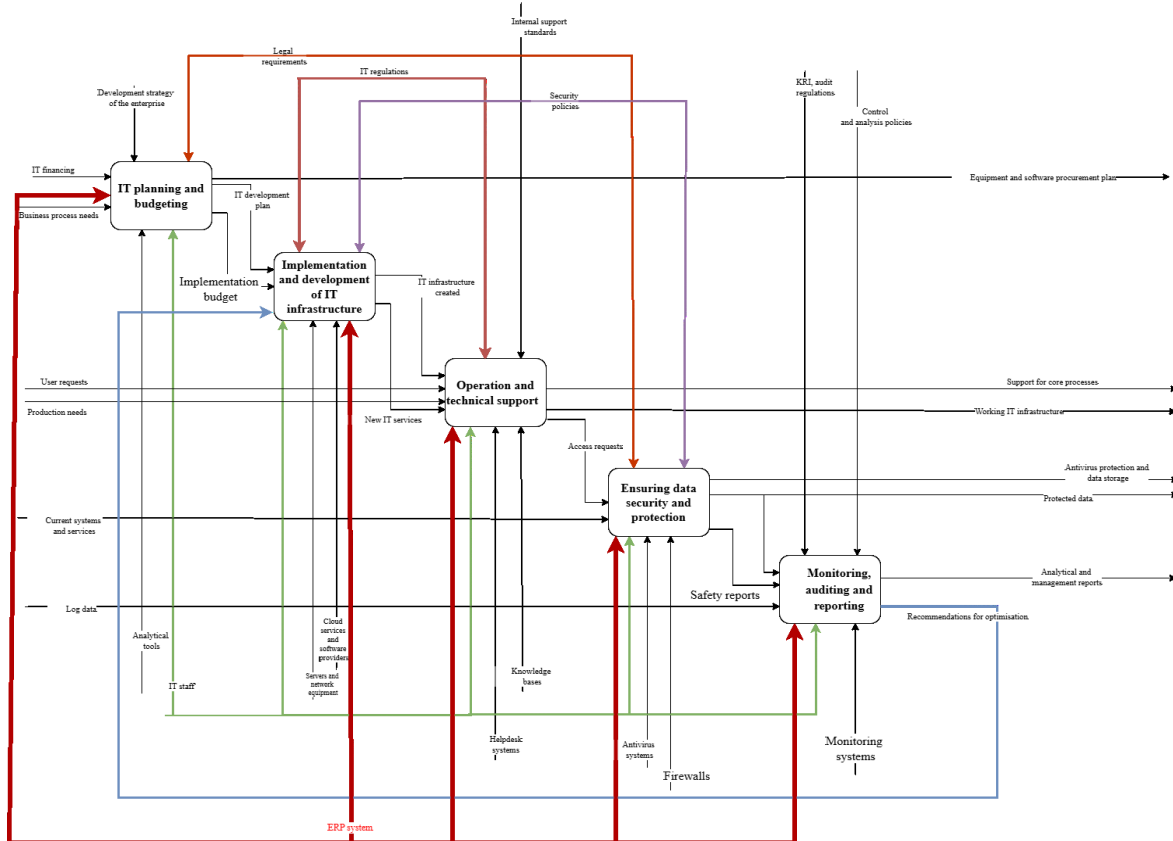 Internal support
standards
Legal
requirements
IT regulations
KRI, audit
regulations
Development strategy
of the enterprise
Security
policies
Control
and analysis policies
IT financing
IT planning and
budgeting
IT development
plan
Equipment and software procurement plan
Business process needs
Implementation
budget
Implementation
and development
of IT
infrastructure
IT infrastructure
created
User requests
Operation and
technical support
Support for core processes
Production needs
New IT services
Working IT infrastructure
Access requests
Antivirus protection and
data storage
Ensuring data
security and
protection
Protected data
Current systems
and services
Monitoring,
auditing and
reporting
Analytical and
management reports
Safety reports
Log data
Recommendations for optimisation
Analytical
tools
Cloud
services
and
software
providers
Servers and
network
equipment
Knowledge
bases
IT staff
Helpdesk
systems
Antivirus
systems
Firewalls
Monitoring
systems
ERP system